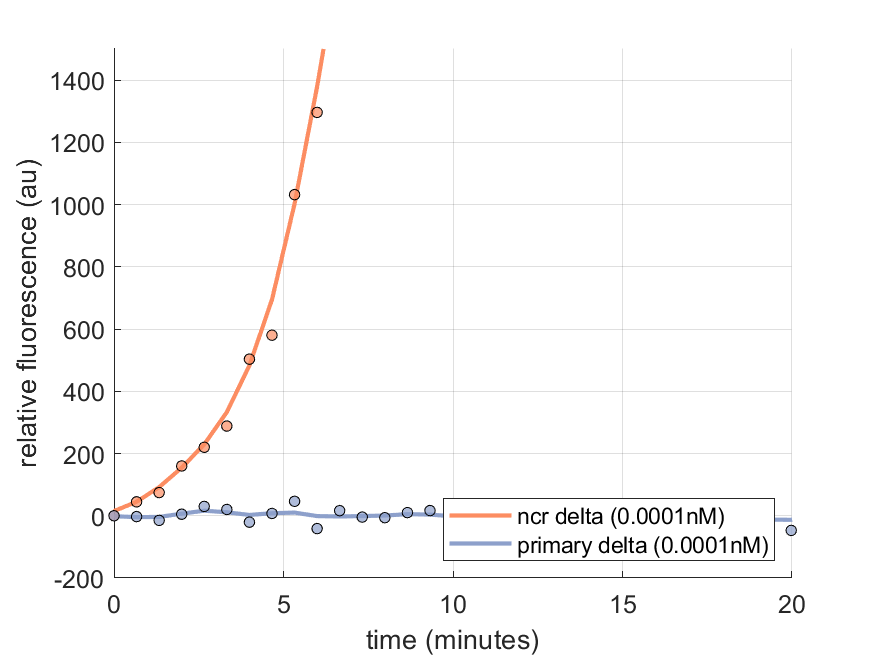 1400
1200
1000
800
600
400
200
0
-200
0 5 10 15 20
relative fluorescence (au)
time (minutes)
ncr delta (0.0001nM)
primary delta (0.0001nM)